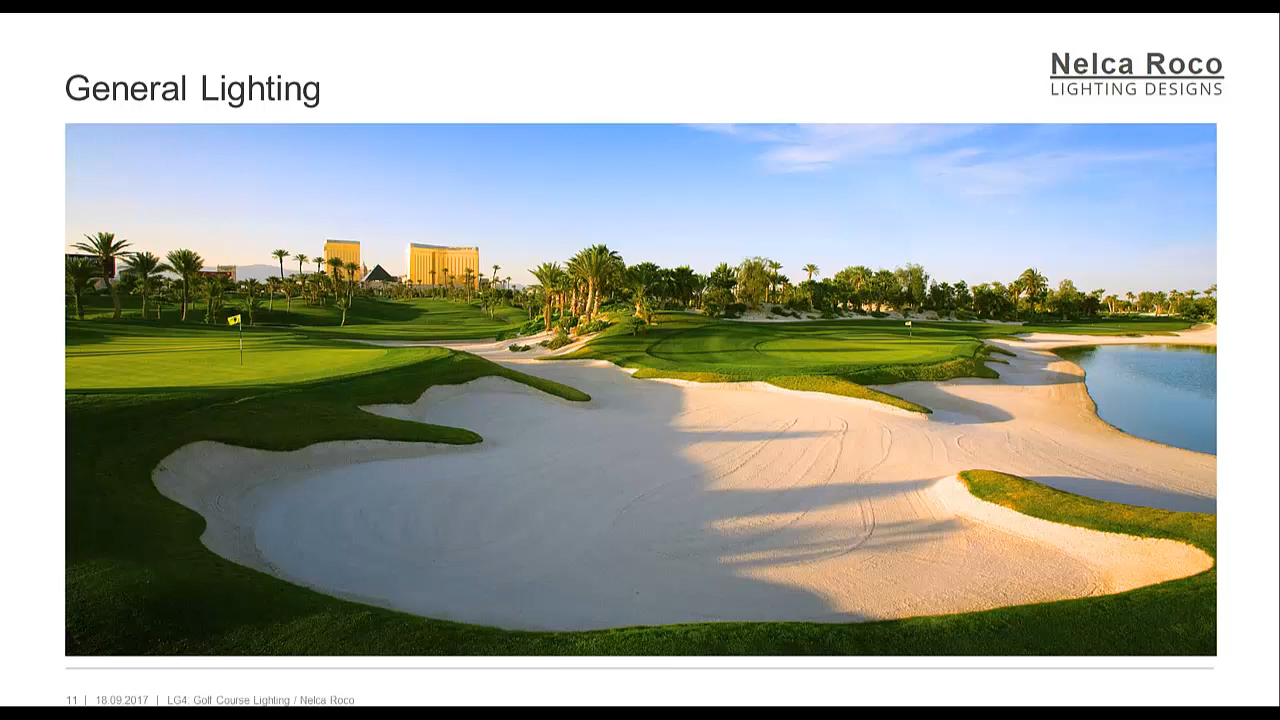 General Lighting
Nelca Roco
LIGHTING DESIGNS
11 | 18.09.2017 | LG4: Golf Course Lighting / Nelca Roco